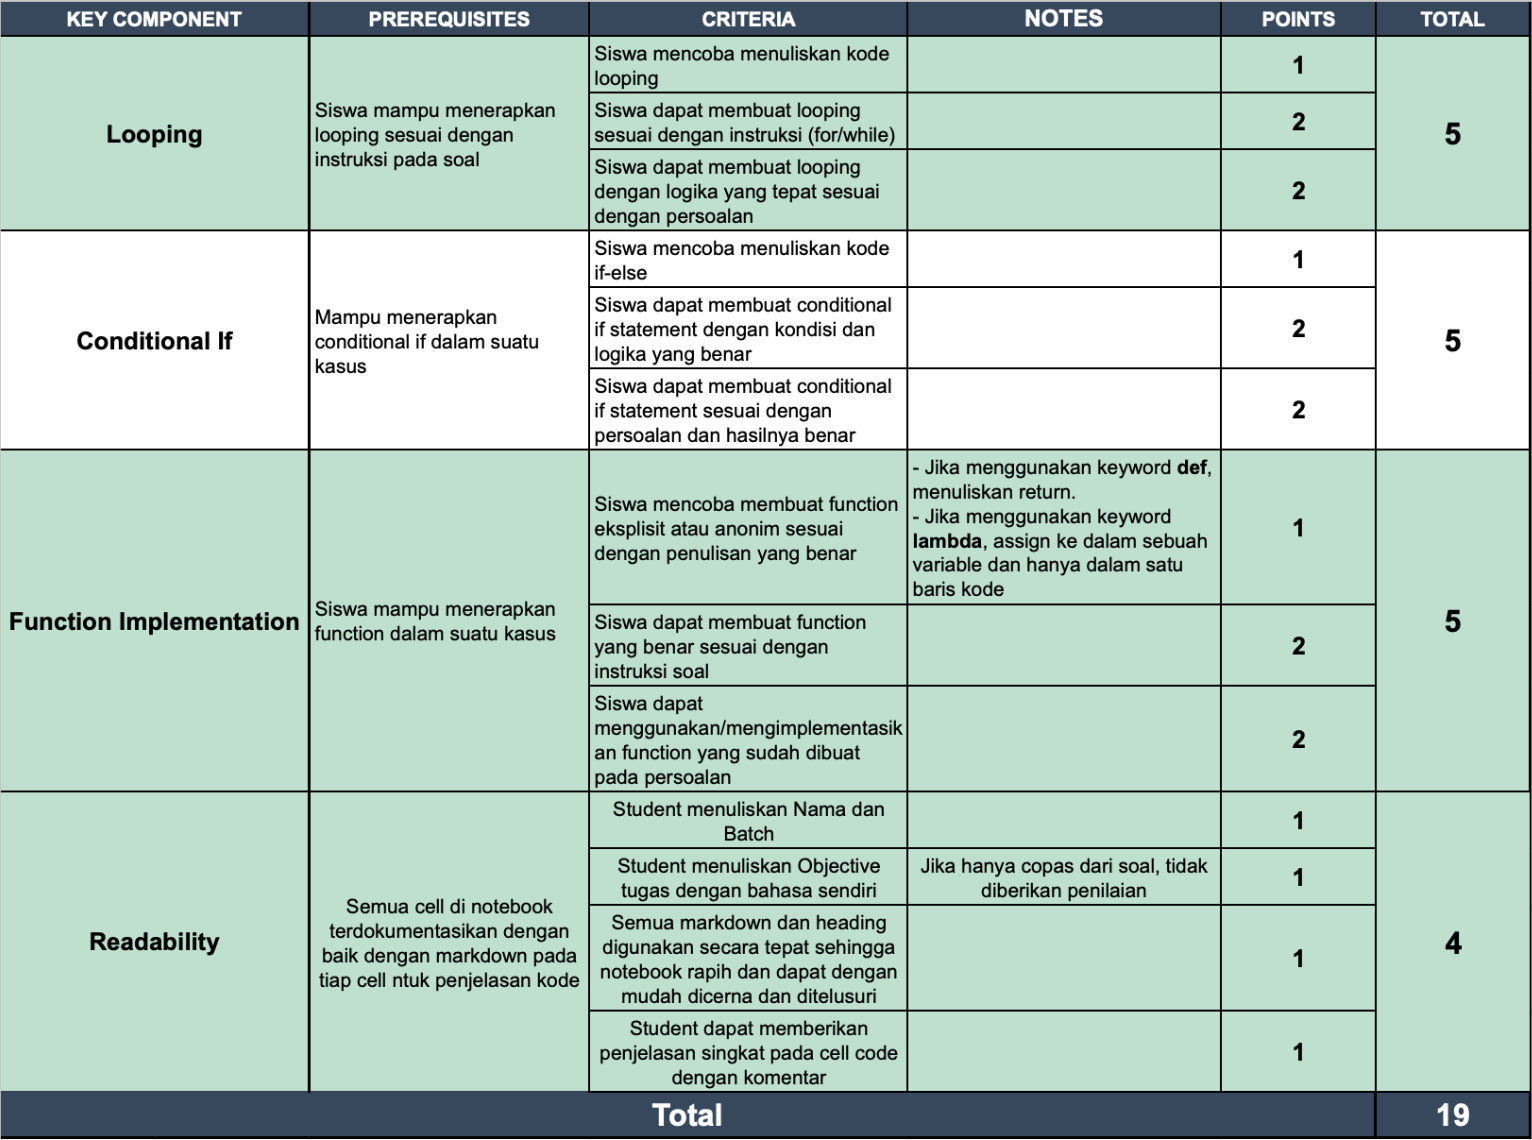 KEY COMPONENT PREREQUISITES CRITERIA NOTES POINTS TOTAL
Looping
Siswa mampu menerapkan
looping sesuai dengan
instruksi pada soal
Siswa mencoba menuliskan kode
looping
1
Siswa dapat membuat looping
sesuai dengan instruksi (for/while)
2
Siswa dapat membuat looping
dengan logika yang tepat sesuai
dengan persoalan
2
5
Conditional If
Mampu menerapkan
conditional if dalam suatu
kasus
Siswa mencoba menuliskan kode
if-else
1
Siswa dapat membuat conditional
if statement dengan kondisi dan
logika yang benar
2
Siswa dapat membuat conditional
if statement sesuai dengan
persoalan dan hasilnya benar
2
5
Function Implementation
Siswa mampu menerapkan
function dalam suatu kasus
Siswa mencoba membuat function
eksplisit atau anonim sesuai
dengan penulisan yang benar
- Jika menggunakan keyword def,
menuliskan return.
- Jika menggunakan keyword
lambda, assign ke dalam sebuah
variable dan hanya dalam satu
baris kode
1
Siswa dapat membuat function
yang benar sesuai dengan
instruksi soal
2
Siswa dapat
menggunakan/mengimplementasik
an function yang sudah dibuat
pada persoalan
2
5
Readability
Semua cell di notebook
terdokumentasikan dengan
baik dengan markdown pada
tiap cell ntuk penjelasan kode
Student menuliskan Nama dan
Batch
1
Student menuliskan Objective
tugas dengan bahasa sendiri
Jika hanya copas dari soal, tidak
diberikan penilaian
1
Semua markdown dan heading
digunakan secara tepat sehingga
notebook rapih dan dapat dengan
mudah dicerna dan ditelusuri
1
Student dapat memberikan
penjelasan singkat pada cell code
dengan komentar
1
4
Total 19